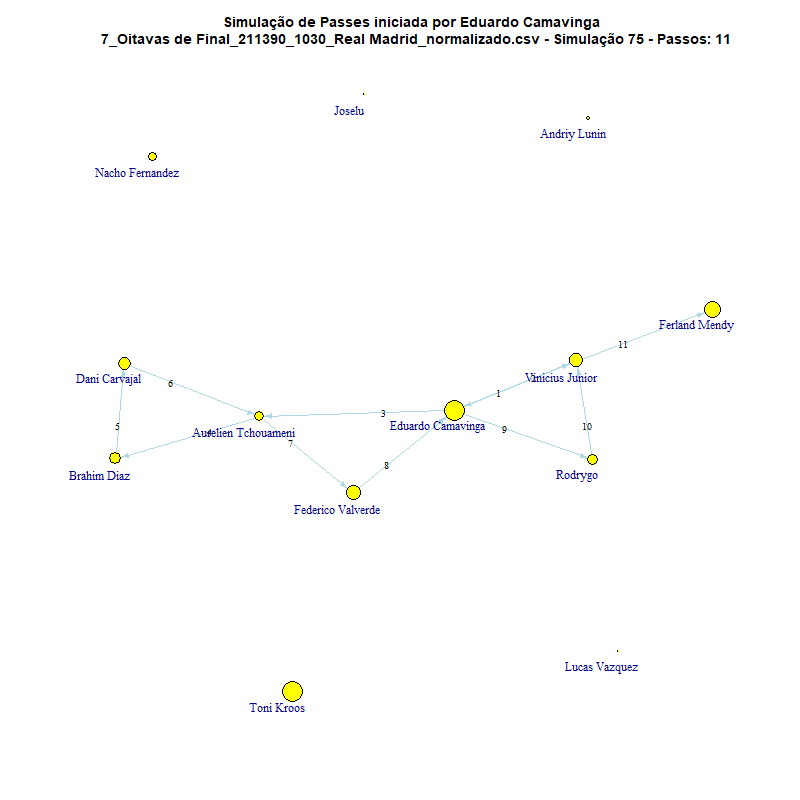 Simulação de Passes iniciada por Eduardo Camavinga
7_Oitavas de Final_211390_1030_Real Madrid_normalizado.csv - Simulação 75 - Passos: 11
Joselu
Andriy Lunin
Nacho Fernandez
Ferland Mendy
11
Vinicius Junior
Dani Carvajal
6
1
3
Eduardo Camavinga
Aurelien Tchouameni
5
7
9
10
8
Brahim Diaz
Rodrygo
Federico Valverde
Lucas Vazquez
Toni Kroos